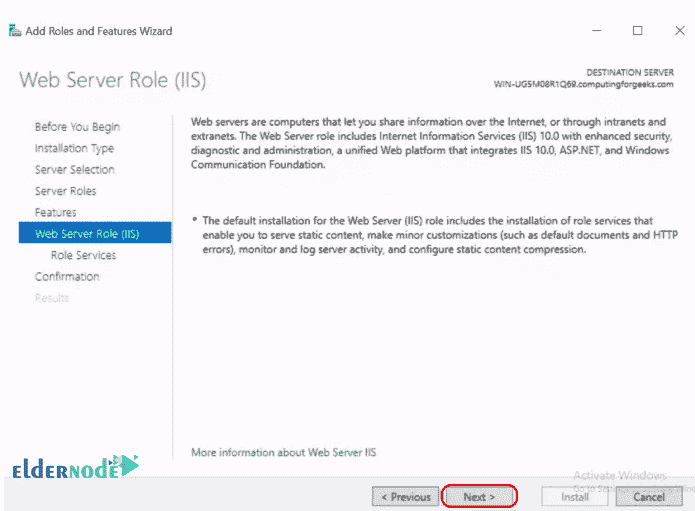 Add Roles and Features Wizard
Web Server Role (IIS)
DESTINATION SERVER
WIN-UG5M08R1Q69.computingforgeeks.com
Before You Begin
Installation Type
Server Selection
Server Roles
Features
Web Server Role (IIS)
Role Services
Confirmation
Results
Web servers are computers that let you share information over the Internet, or through intranets and
extranets. The Web Server role includes Internet Information Services (IIS) 10.0 with enhanced security,
diagnostic and administration, a unified Web platform that integrates IIS 10.0, ASP.NET, and Windows
Communication Foundation.
• The default installation for the Web Server (IIS) role includes the installation of role services that
enable you to serve static content, make minor customizations (such as default documents and HTTP
errors), monitor and log server activity, and configure static content compression.
More information about Web Server IIS
eldernode
Activate Windows
Go to
< Previous
Next >
Install
Cancel